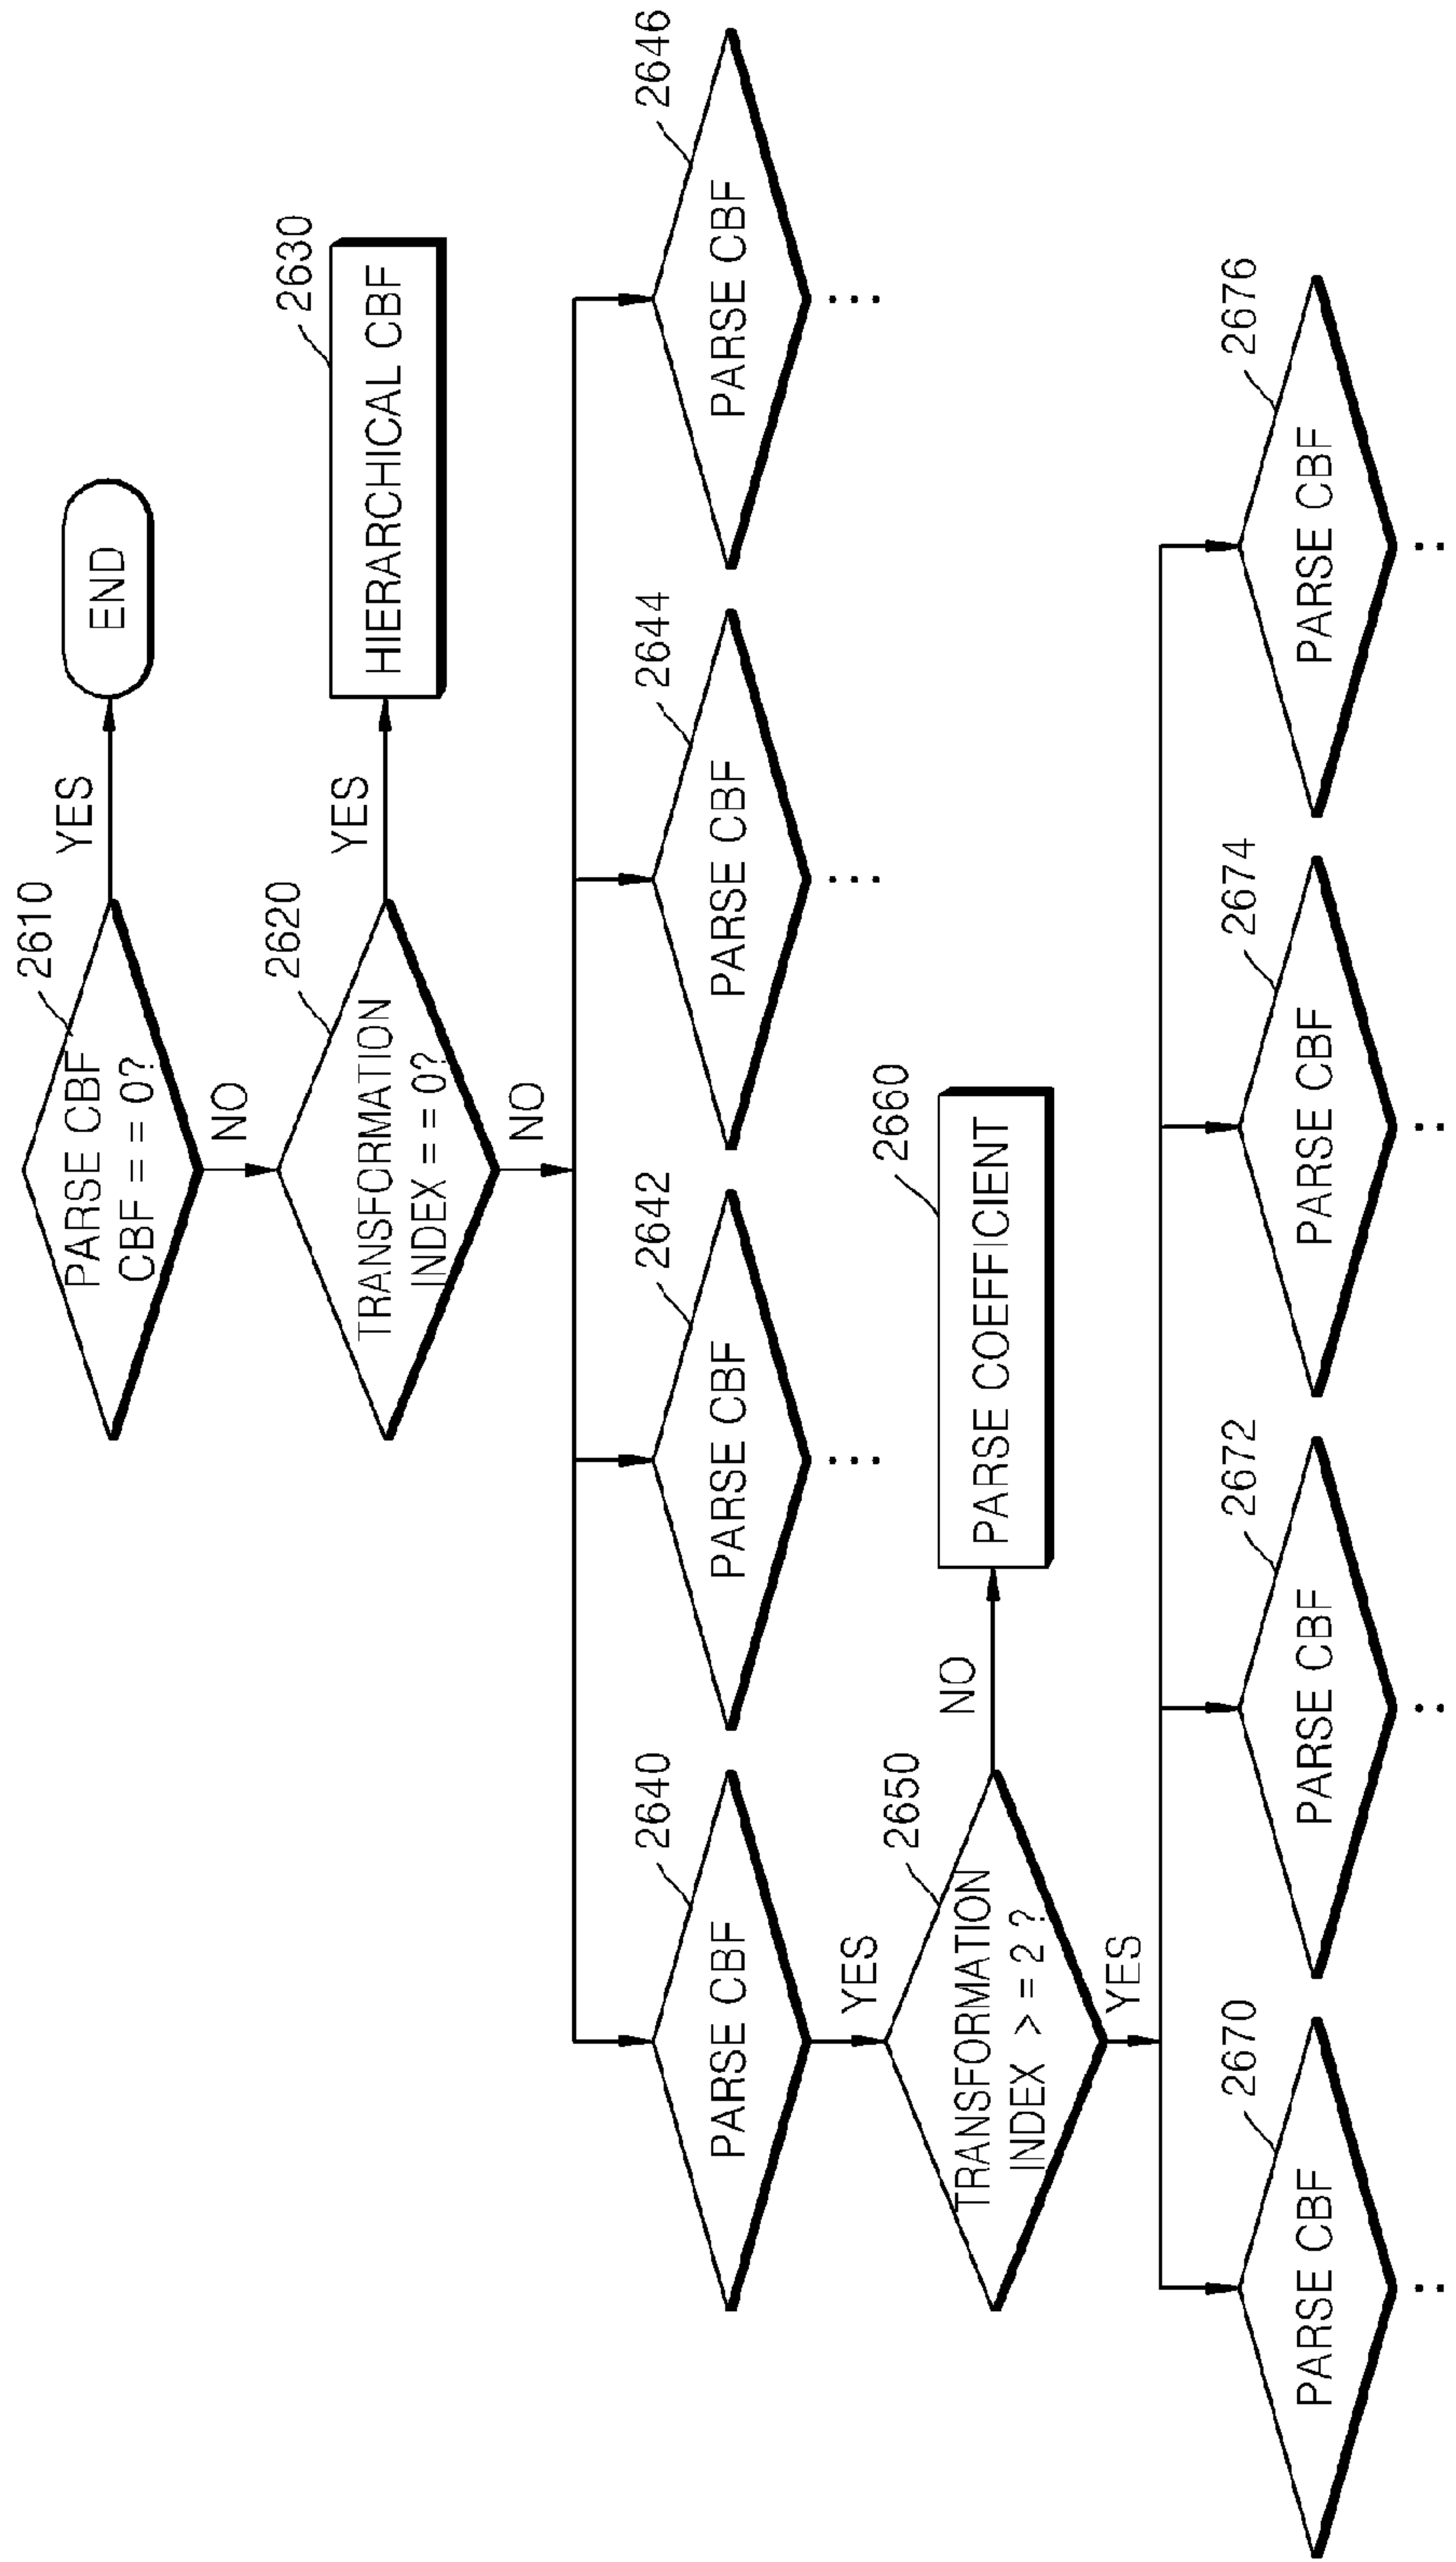 2610
PARSE CBF
CBF = = 0?
YES
END
NO
2620
TRANSFORMATION
INDEX = = 0?
YES
2630
HIERARCHICAL CBF
NO
2640
PARSE CBF
2642
PARSE CBF
...
2644
PARSE CBF
...
2646
PARSE CBF
...
YES
2650
TRANSFORMATION
INDEX > = 2 ?
NO
2660
PARSE COEFFICIENT
YES
2670
PARSE CBF
2672
PARSE CBF
2674
PARSE CBF
2676
PARSE CBF